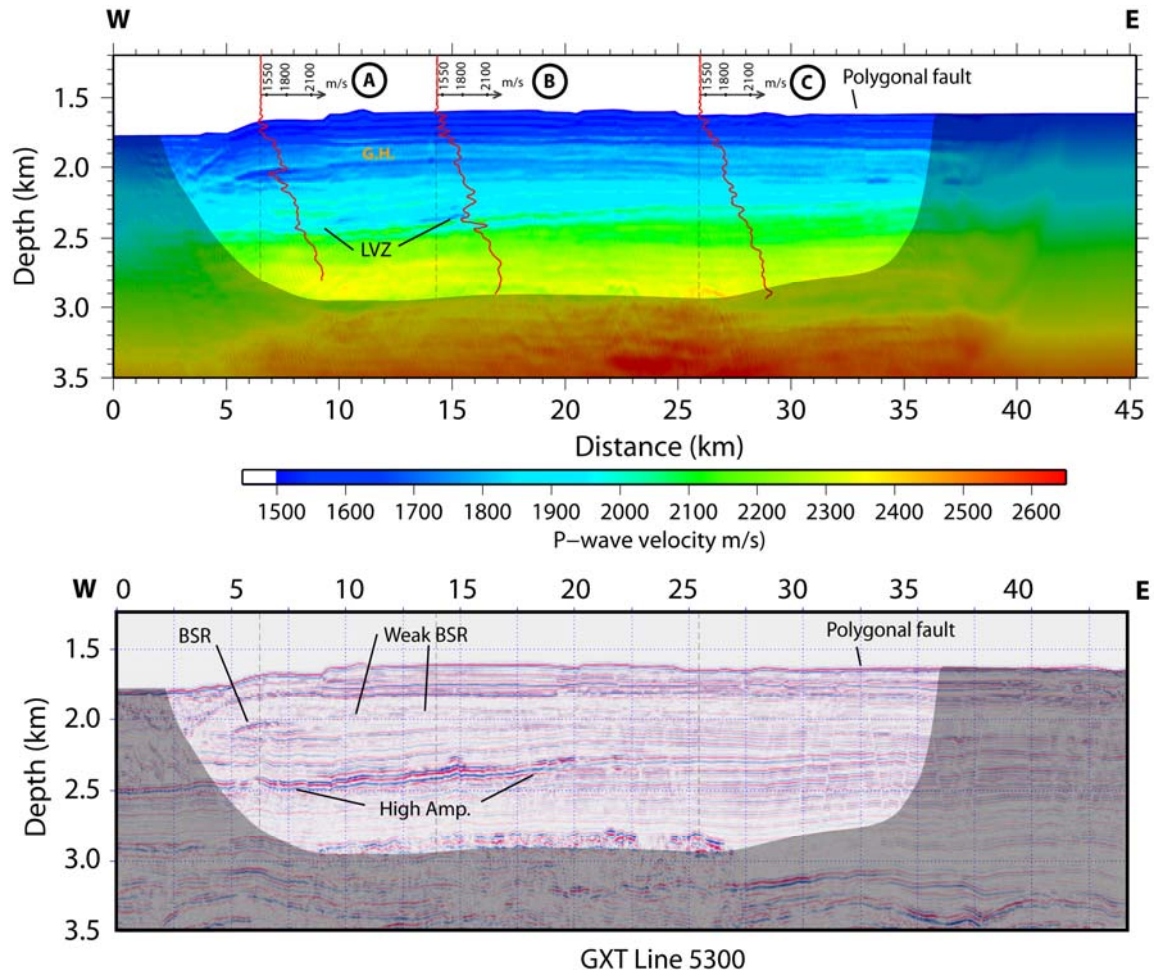 W E
1550 1800 2100 m/s A 1550 1800 2100 m/s B 1550 1800 2100 m/s C
Polygonal fault
1.5
2.0
2.5
3.0
3.5
Depth (km)
G.H.
LVZ
0 5 10 15 20 25 30 35 40 45
Distance (km)
1500 1600 1700 1800 1900 2000 2100 2200 2300 2400 2500 2600
P-wave velocity m/s)
W 0 5 10 15 20 25 30 35 40 E
BSR Weak BSR Polygonal fault
1.5
2.0
2.5
3.0
3.5
Depth (km)
High Amp.
GXT Line 5300